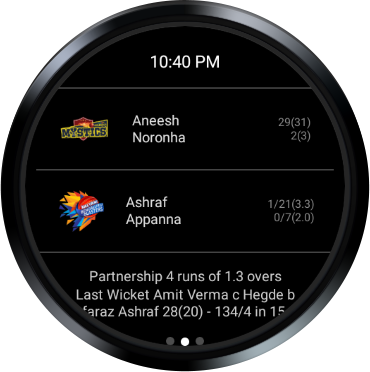 10:40 PM
MYSTICS
Aneesh 29(31)
Noronha 2(3)
Ashraf 1/21(3.3)
Appanna 0/7(2.0)
Partnership 4 runs of 1.3 overs
Last Wicket Amit Verma c Hegde b
faraz Ashraf 28(20) - 134/4 in 15